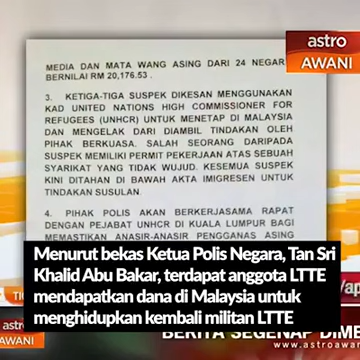 astro
AWANI
MEDIA DAN MATA WANG ASING DARI 24 NEGAR
BERNILAI RM 20,176.53 .
3. KETIGA-TIGA SUSPEK DIKESAN MENGGUNAKAN
KAD UNITED NATIONS HIGH COMMISSIONER FOR
REFUGEES (UNHCR) UNTUK MENETAP DI MALAYSIA
DAN MENGELAK DARI DIAMBIL TINDAKAN OLEH
PIHAK BERKUASA. SALAH SEORANG DARIPADA
SUSPEK MEMILIKI PERMIT PEKERJAAN ATAS SEBUAH
SYARIKAT YANG TIDAK WUJUD. KESEMUA SUSPEK
KINI DITAHAN DI BAWAH AKTA IMIGRESEN UNTUK
TINDAKAN SUSULAN.
4. PIHAK POLIS AKAN BERKERJASAMA RAPAT
DENGAN PEJABAT UNHCR DI KUALA LUMPUR BAGI
MEMASTIKAN ANASIR-ANASIR PENGGANAS ASING
Menurut bekas Ketua Polis Negara, Tan Sri
Khalid Abu Bakar, terdapat anggota LTTE
mendapatkan dana di Malaysia untuk
menghidupkan kembali militan LTTE
astro
AWANI
BERITA SEGENAP DIME
www.astroawan